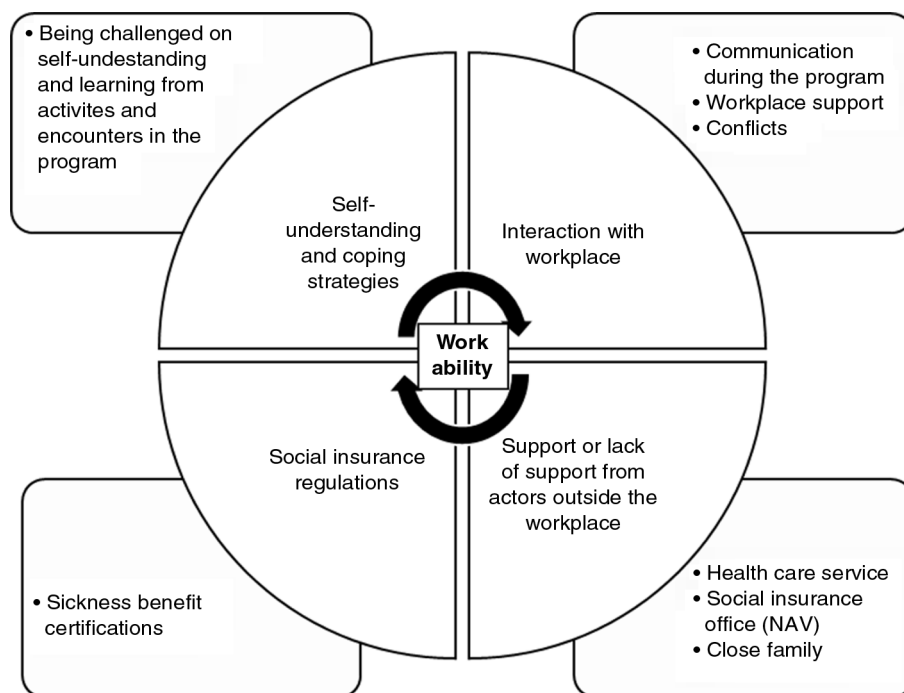 • Being challenged on
self-undestanding
and learning from
activites and
encounters in the
program
• Communication
during the program
• Workplace support
• Conflicts
Self-
understanding
and coping
strategies
Interaction with
workplace
Work
ability
Social insurance
regulations
Support or lack
of support from
actors outside the
workplace
• Sickness benefit
certifications
• Health care service
• Social insurance
office (NAV)
• Close family